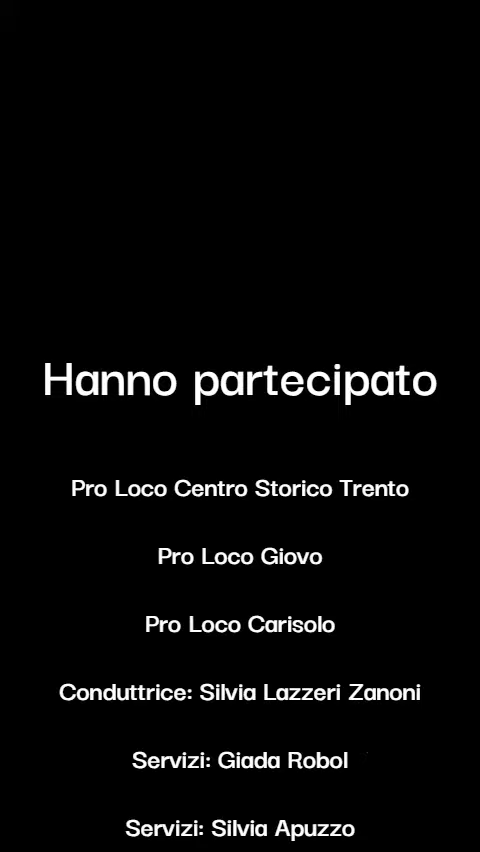 Hanno partecipato
Pro Loco Centro Storico Trento
Pro Loco Giovo
Pro Loco Carisolo
Conduttrice: Silvia Lazzeri Zanoni
Servizi: Giada Robol
Servizi: Silvia Apuzzo